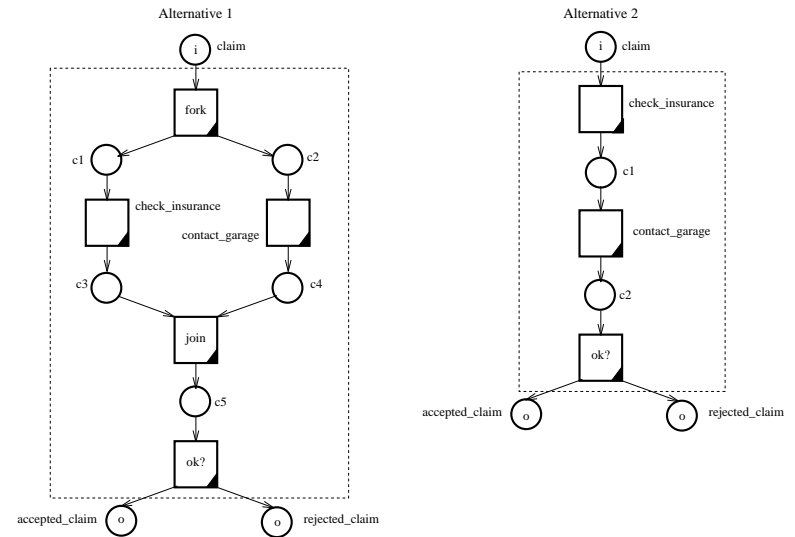 Alternative 1
i
claim
fork
c1
c2
check_insurance
contact_garage
c3
c4
join
c5
ok?
accepted_claim
o
o
rejected_claim
Alternative 2
i
claim
check_insurance
c1
contact_garage
c2
ok?
accepted_claim
o
o
rejected_claim